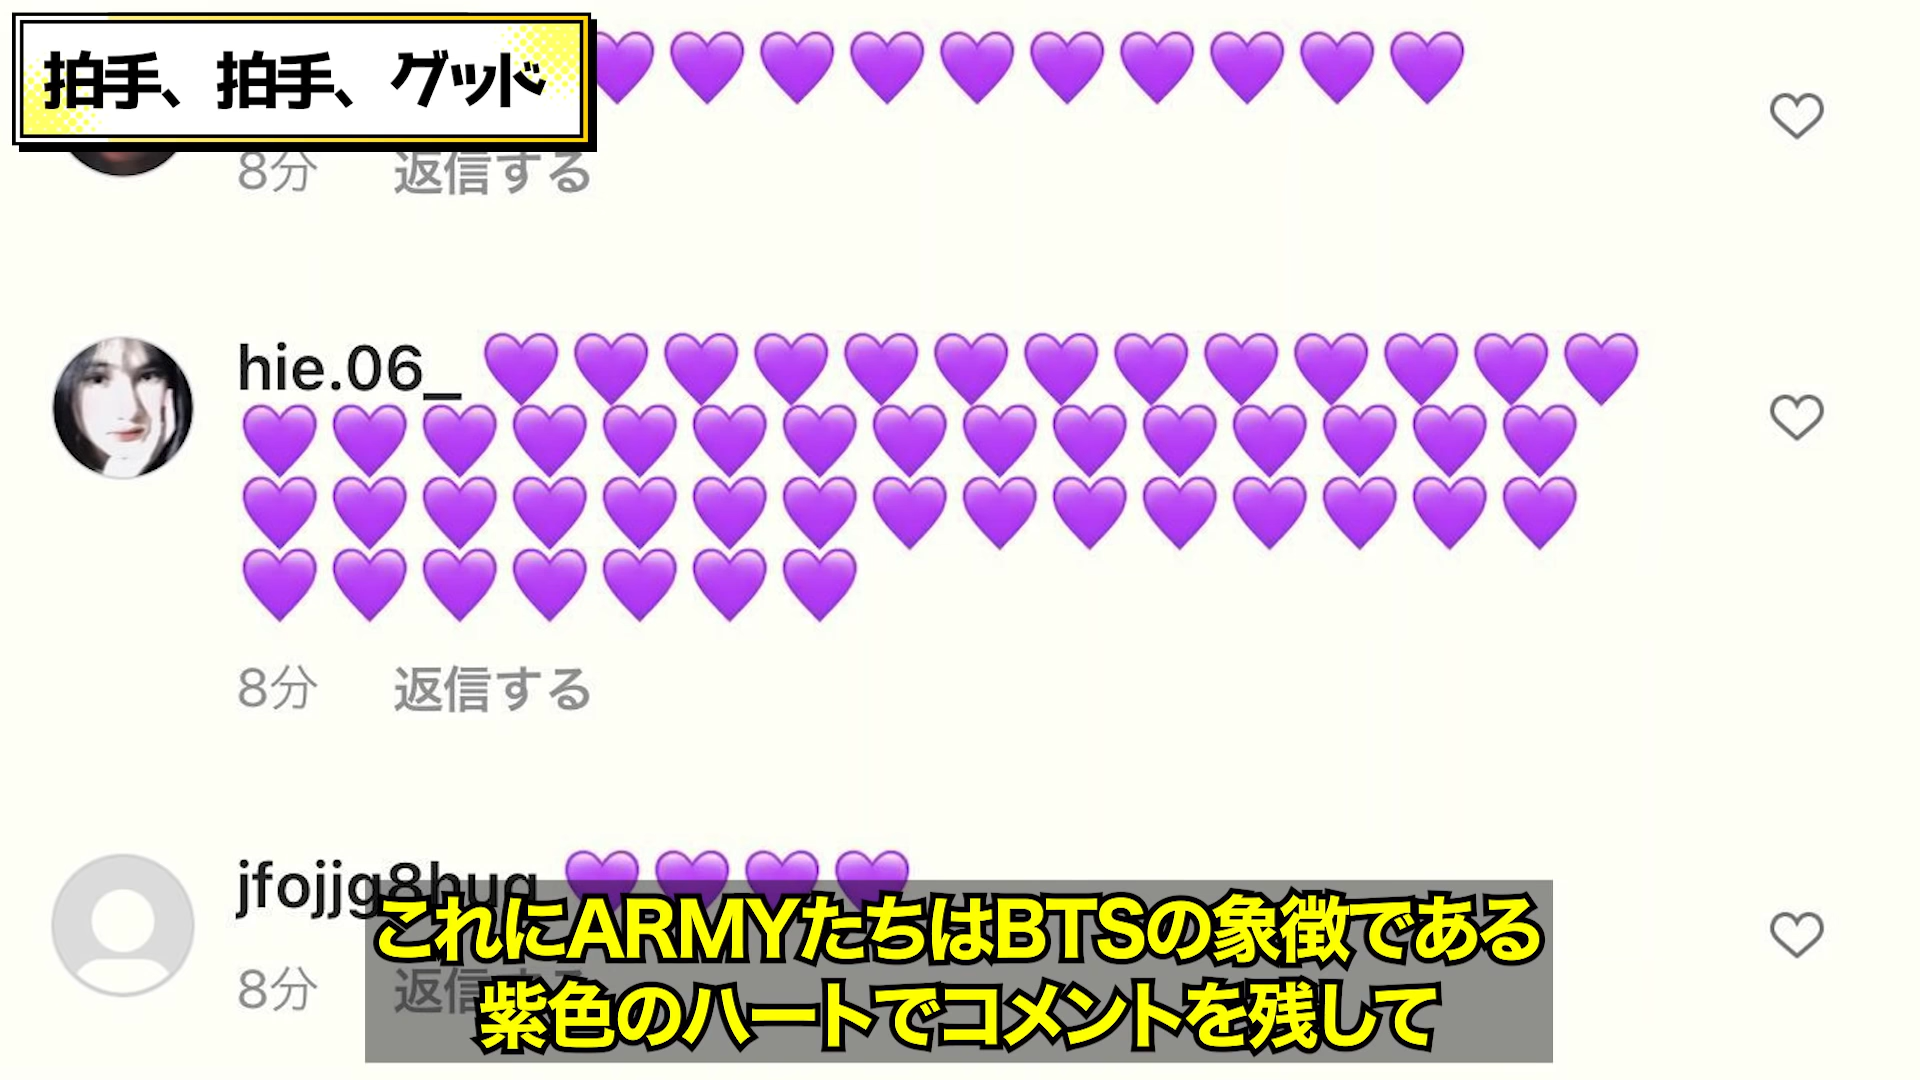 拍手、拍手、グッド
💜💜💜💜💜💜💜💜💜💜
8分 返信する
hie.06_ 💜💜💜💜💜💜💜💜💜💜💜💜💜
💜💜💜💜💜💜💜💜💜💜💜💜💜💜💜
💜💜💜💜💜💜💜💜💜💜💜💜💜💜💜
💜💜💜💜💜💜💜
8分 返信する
jfojjg8hug 💜💜💜💜
8分 返信
これにARMYたちはBTSの象徴である
紫色のハートでコメントを残して